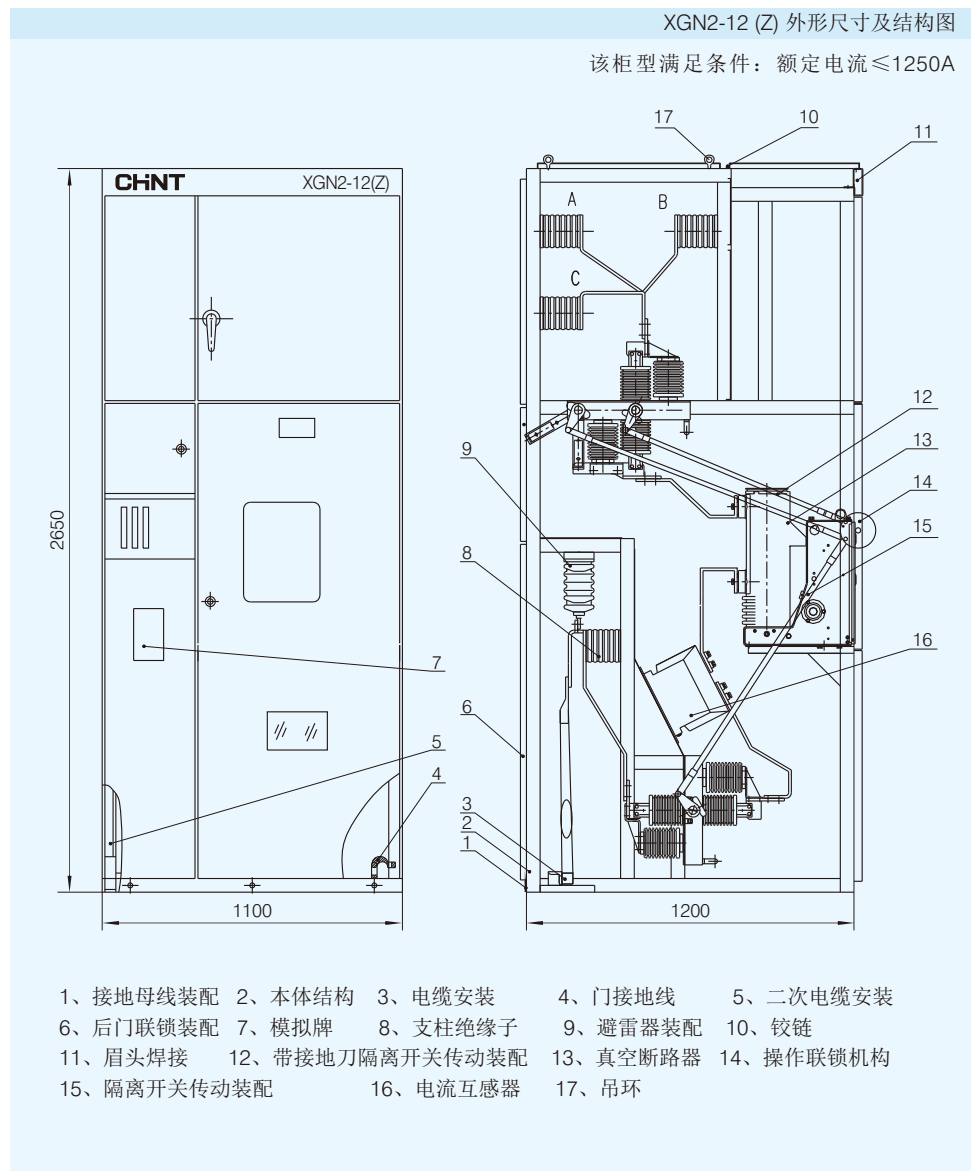 XGN2-12 (Z) 外形尺寸及结构图
该柜型满足条件：额定电流≤1250A
17
10
11
CHNT
XGN2-12(Z)
A
B
C
12
13
9
14
2650
15
8
16
7
6
5
4
3
2
1
1100
1200
1、接地母线装配 2、本体结构 3、电缆安装 4、门接地线 5、二次电缆安装
6、后门联锁装配 7、模拟牌 8、支柱绝缘子 9、避雷器装配 10、铰链
11、眉头焊接 12、带接地刀隔离开关传动装配 13、真空断路器 14、操作联锁机构
15、隔离开关传动装配 16、电流互感器 17、吊环